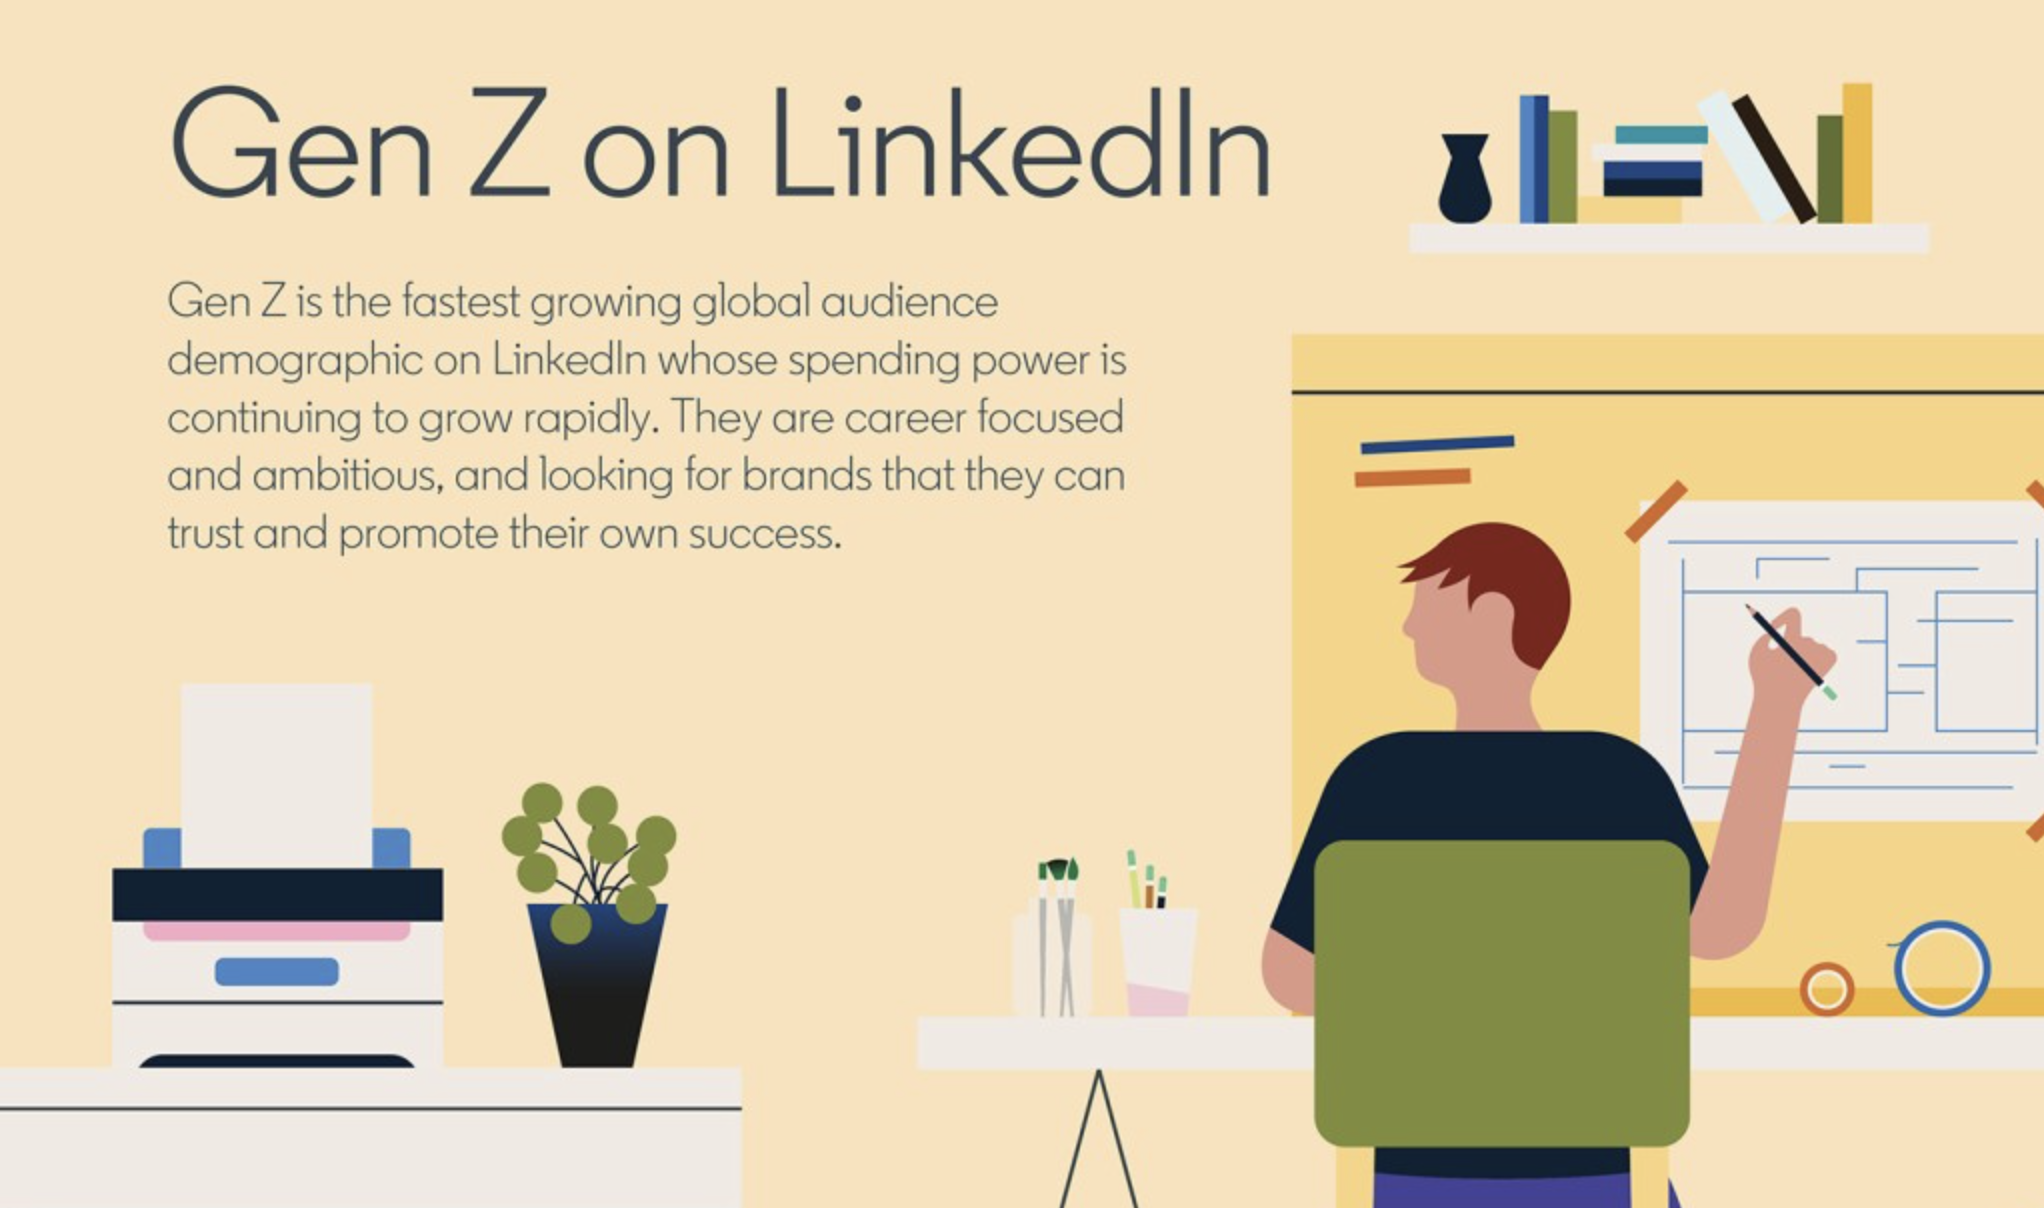 Gen Z on LinkedIn
Gen Z is the fastest growing global audience
demographic on LinkedIn whose spending power is
continuing to grow rapidly. They are career focused
and ambitious, and looking for brands that they can
trust and promote their own success.